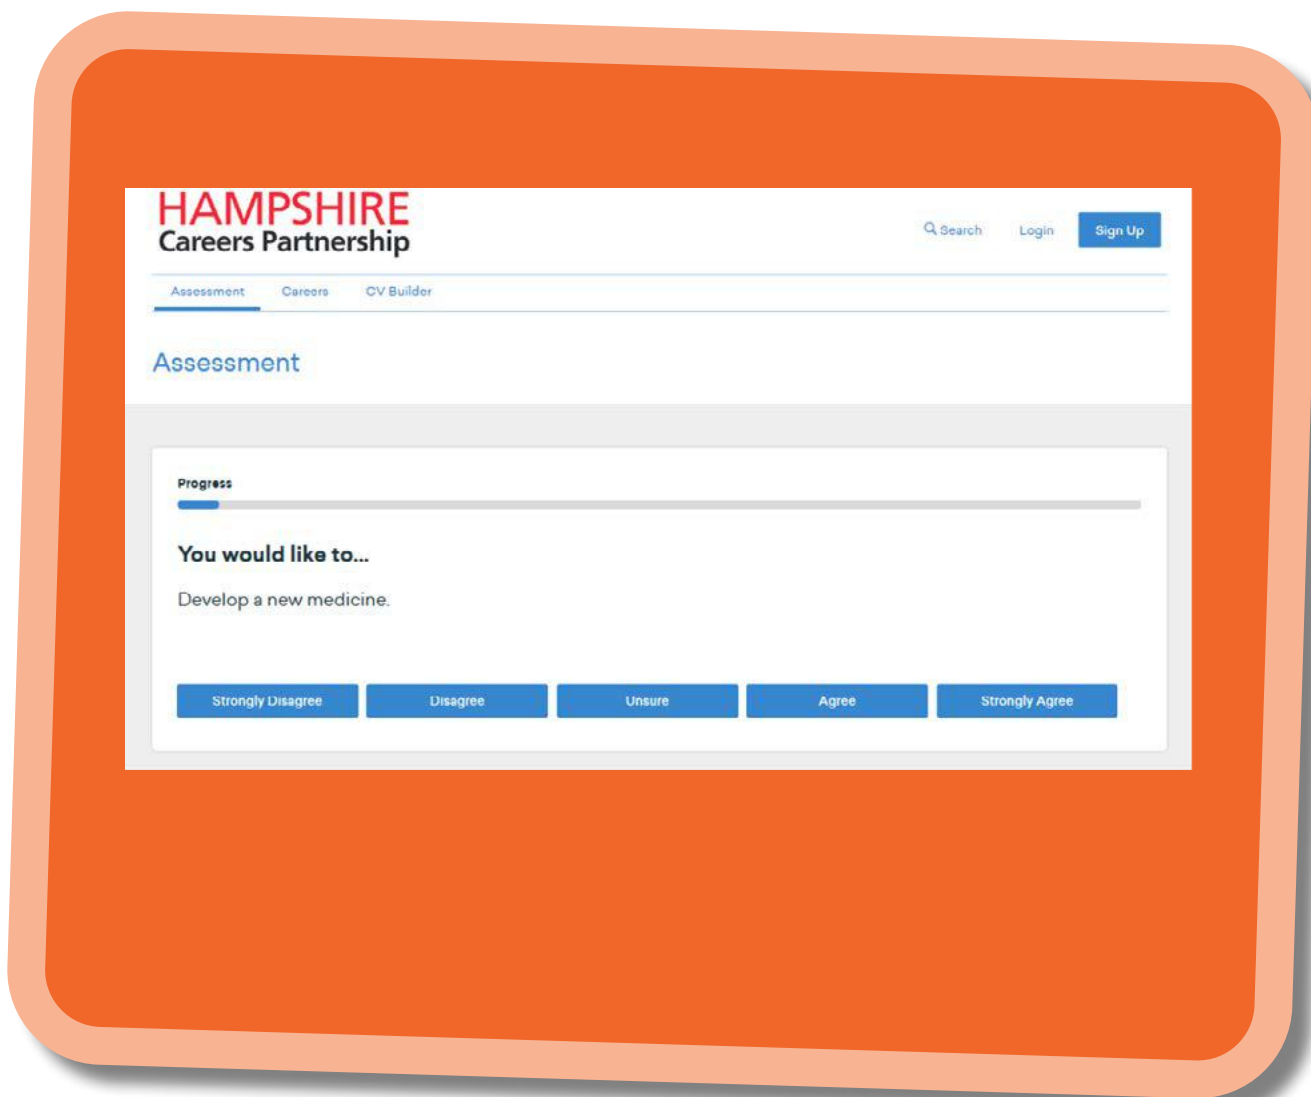 HAMPSHIRE
Careers Partnership
Search Login Sign Up
Assessment Careers CV Builder
Assessment
Progress
You would like to...
Develop a new medicine.
Strongly Disagree Disagree Unsure Agree Strongly Agree